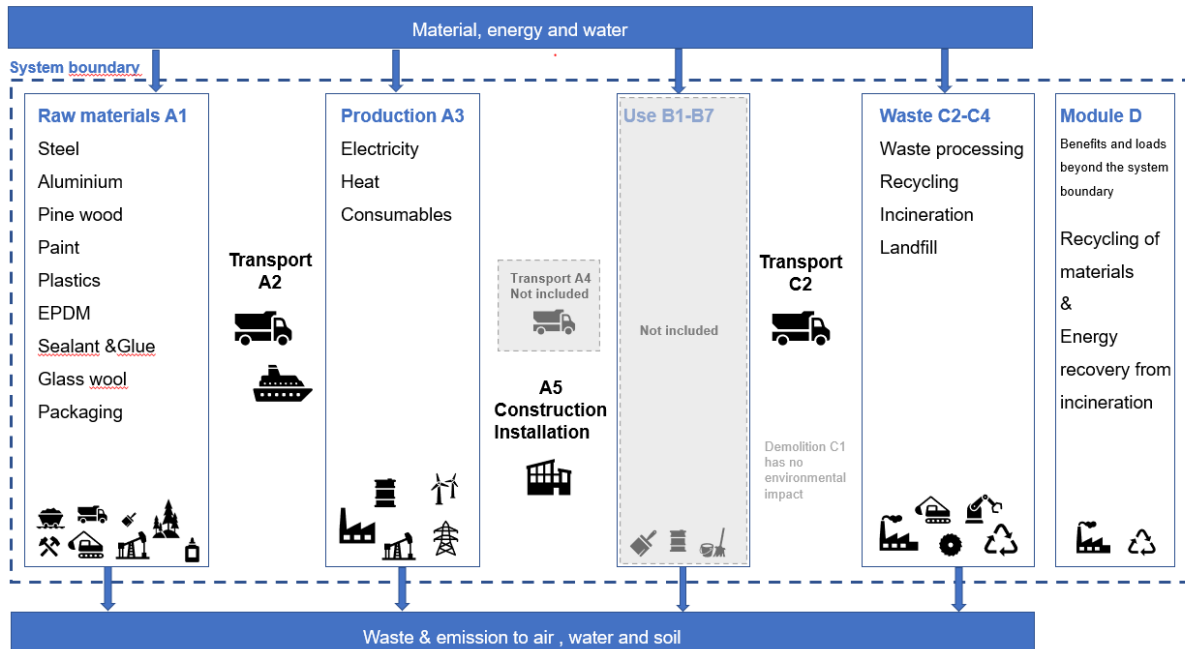 Material, energy and water
System boundary
Raw materials A1
Steel
Aluminium
Pine wood
Paint
Plastics
EPDM
Sealant &Glue
Glass wool
Packaging
Transport
A2
Production A3
Electricity
Heat
Consumables
Transport A4
Not included
A5
Construction
Installation
Use B1-B7
Not included
Transport
C2
Demolition C1
has no
environmental
impact
Waste C2-C4
Waste processing
Recycling
Incineration
Landfill
Module D
Benefits and loads
beyond the system
boundary
Recycling of
materials
&
Energy
recovery from
incineration
Waste & emission to air , water and soil